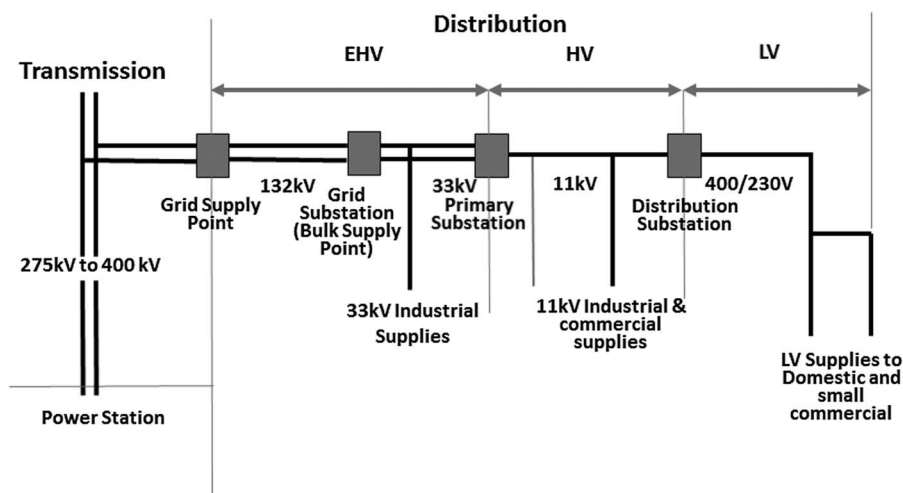 Distribution
Transmission
EHV
HV
LV
132kV
33kV
11kV
400/230V
Grid Supply
Point
Grid
Substation
(Bulk Supply
Point)
Primary
Substation
Distribution
Substation
275kV to 400 kV
33kV Industrial
Supplies
11kV Industrial &
commercial
supplies
LV Supplies to
Domestic and
small
commercial
Power Station